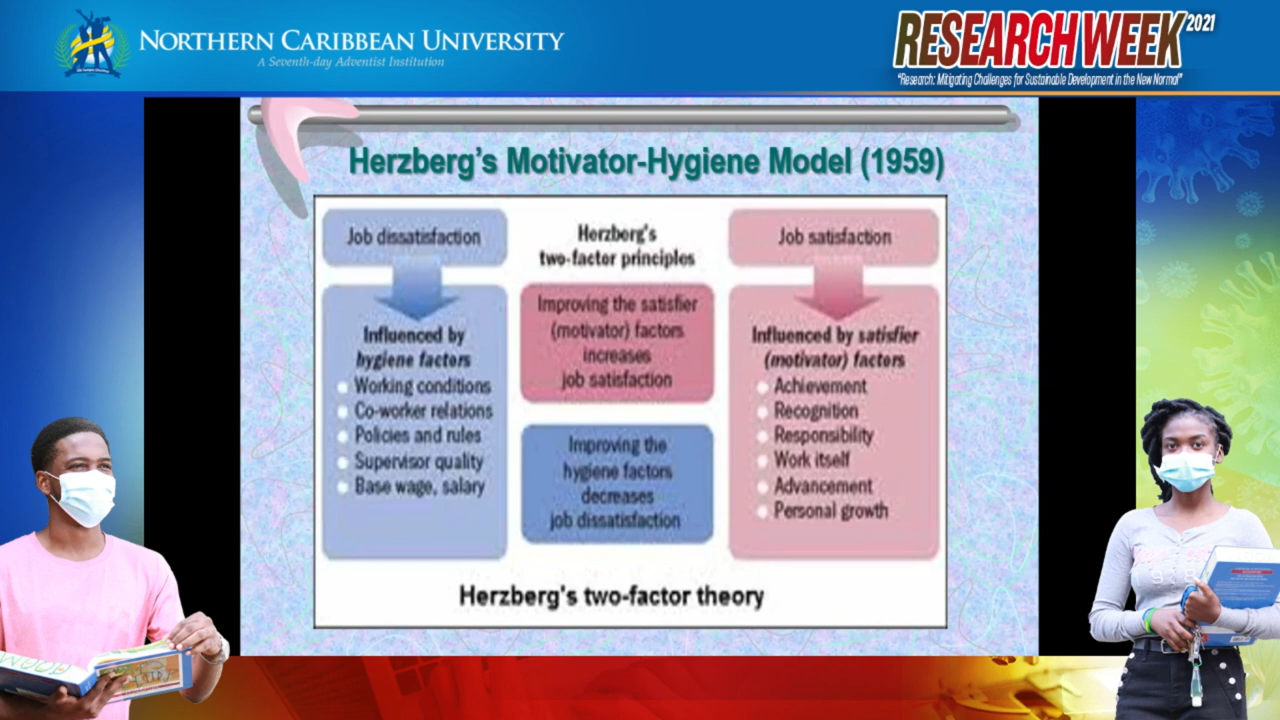 NORTHERN CARIBBEAN UNIVERSITY
A Seventh-day Adventist Institution
RESEARCH WEEK 2021
"Research: Mitigating Challenges for Sustainable Development in the New Normal"
Herzberg's Motivator-Hygiene Model (1959)
Job dissatisfaction
Influenced by
hygiene factors
Working conditions
Co-worker relations
Policies and rules
Supervisor quality
Base wage, salary
Herzberg's
two-factor principles
Improving the satisfier
(motivator) factors
increases
job satisfaction
Improving the
hygiene factors
decreases
job dissatisfaction
Job satisfaction
Influenced by satisfier
(motivator) factors
Achievement
Recognition
Responsibility
Work itself
Advancement
Personal growth
Herzberg's two-factor theory